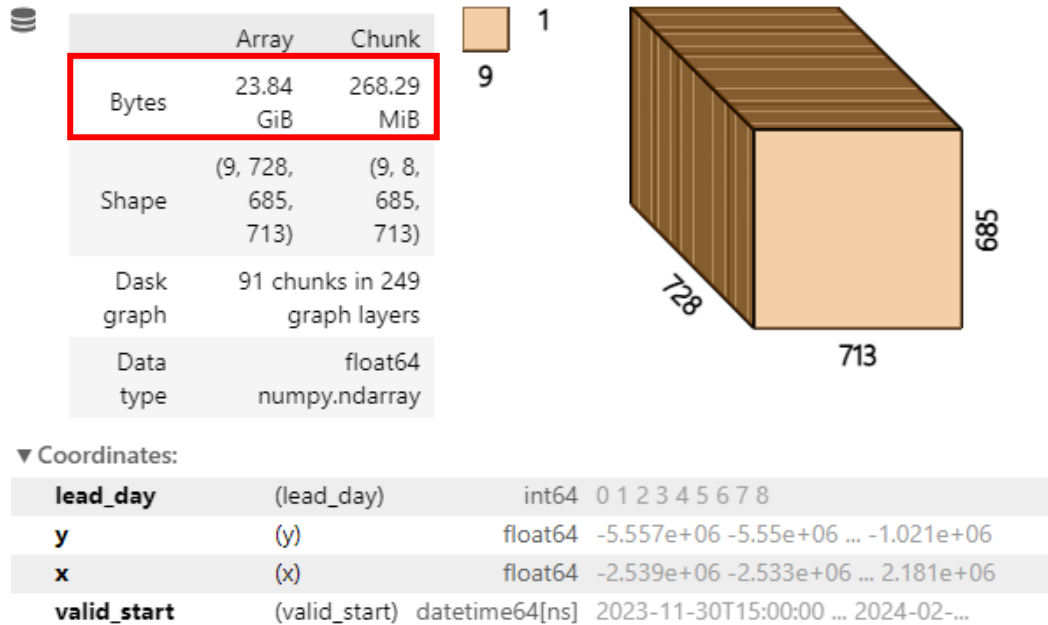 Array Chunk
Bytes 23.84 GiB 268.29 MiB
Shape (9, 728, 685, 713) (9, 8, 685, 713)
Dask graph 91 chunks in 249 graph layers
Data type float64 numpy.ndarray
1
9
728
685
713
▼ Coordinates:
lead_day (lead_day) int64 0 1 2 3 4 5 6 7 8
y (y) float64 -5.557e+06 -5.55e+06 ... -1.021e+06
x (x) float64 -2.539e+06 -2.533e+06 ... 2.181e+06
valid_start (valid_start) datetime64[ns] 2023-11-30T15:00:00 ... 2024-02-...